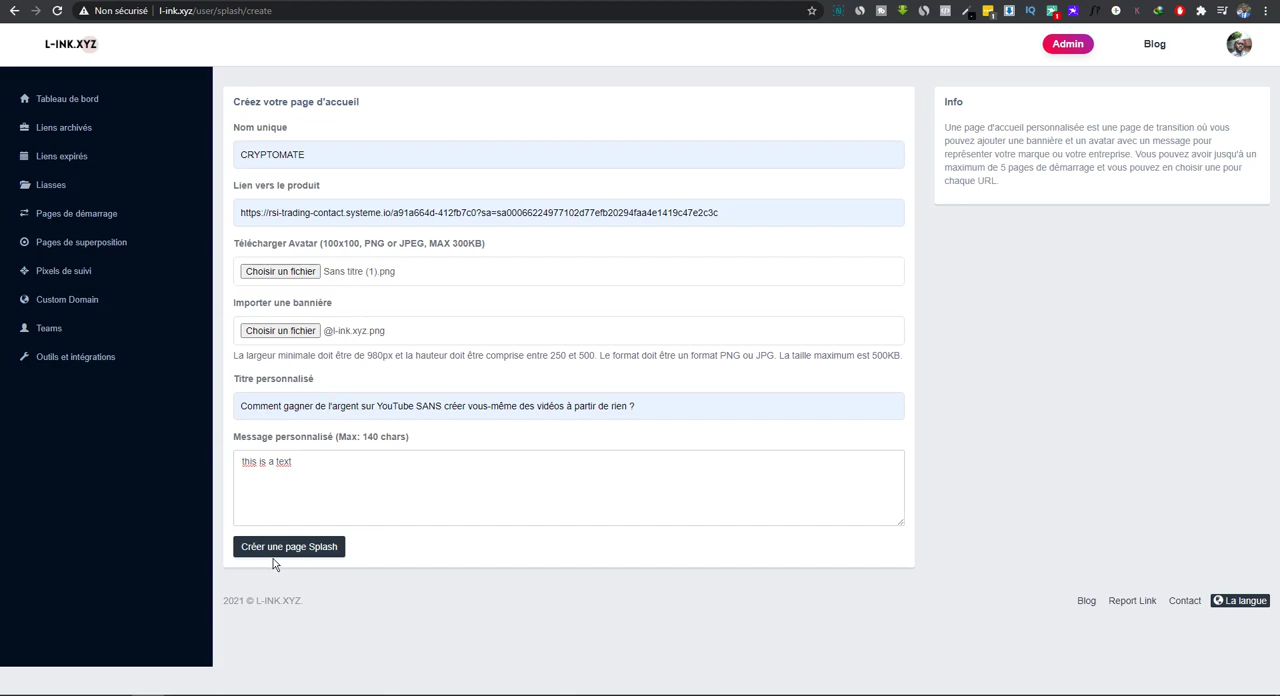 Non sécurisé | l-ink.xyz/user/splash/create
L-INK.XYZ
Admin
Blog
Tableau de bord
Liens archivés
Liens expirés
Liasses
Pages de démarrage
Pages de superposition
Pixels de suivi
Custom Domain
Teams
Outils et intégrations
Créez votre page d'accueil
Nom unique
CRYPTOMATE
Lien vers le produit
https://rsi-trading-contact.systeme.io/a91a664d-412fb7c0?sa=sa00066224977102d77efb20294faa4e1419c47e2c3c
Télécharger Avatar (100x100, PNG or JPEG, MAX 300KB)
Choisir un fichier Sans titre (1).png
Importer une bannière
Choisir un fichier @l-ink.xyz.png
La largeur minimale doit être de 980px et la hauteur doit être comprise entre 250 et 500. Le format doit être un format PNG ou JPG. La taille maximum est 500KB.
Titre personnalisé
Comment gagner de l'argent sur YouTube SANS créer vous-même des vidéos à partir de rien ?
Message personnalisé (Max: 140 chars)
this is a text
Créer une page Splash
Info
Une page d'accueil personnalisée est une page de transition où vous
pouvez ajouter une bannière et un avatar avec un message pour
représenter votre marque ou votre entreprise. Vous pouvez avoir jusqu'à un
maximum de 5 pages de démarrage et vous pouvez en choisir une pour
chaque URL.
2021 © L-INK.XYZ.
Blog
Report Link
Contact
La langue